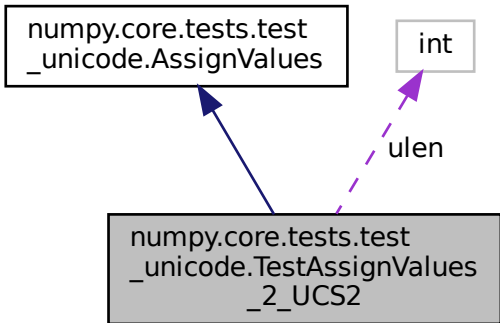 numpy.core.tests.test
_unicode.AssignValues
int
ulen
numpy.core.tests.test
_unicode.TestAssignValues
_2_UCS2